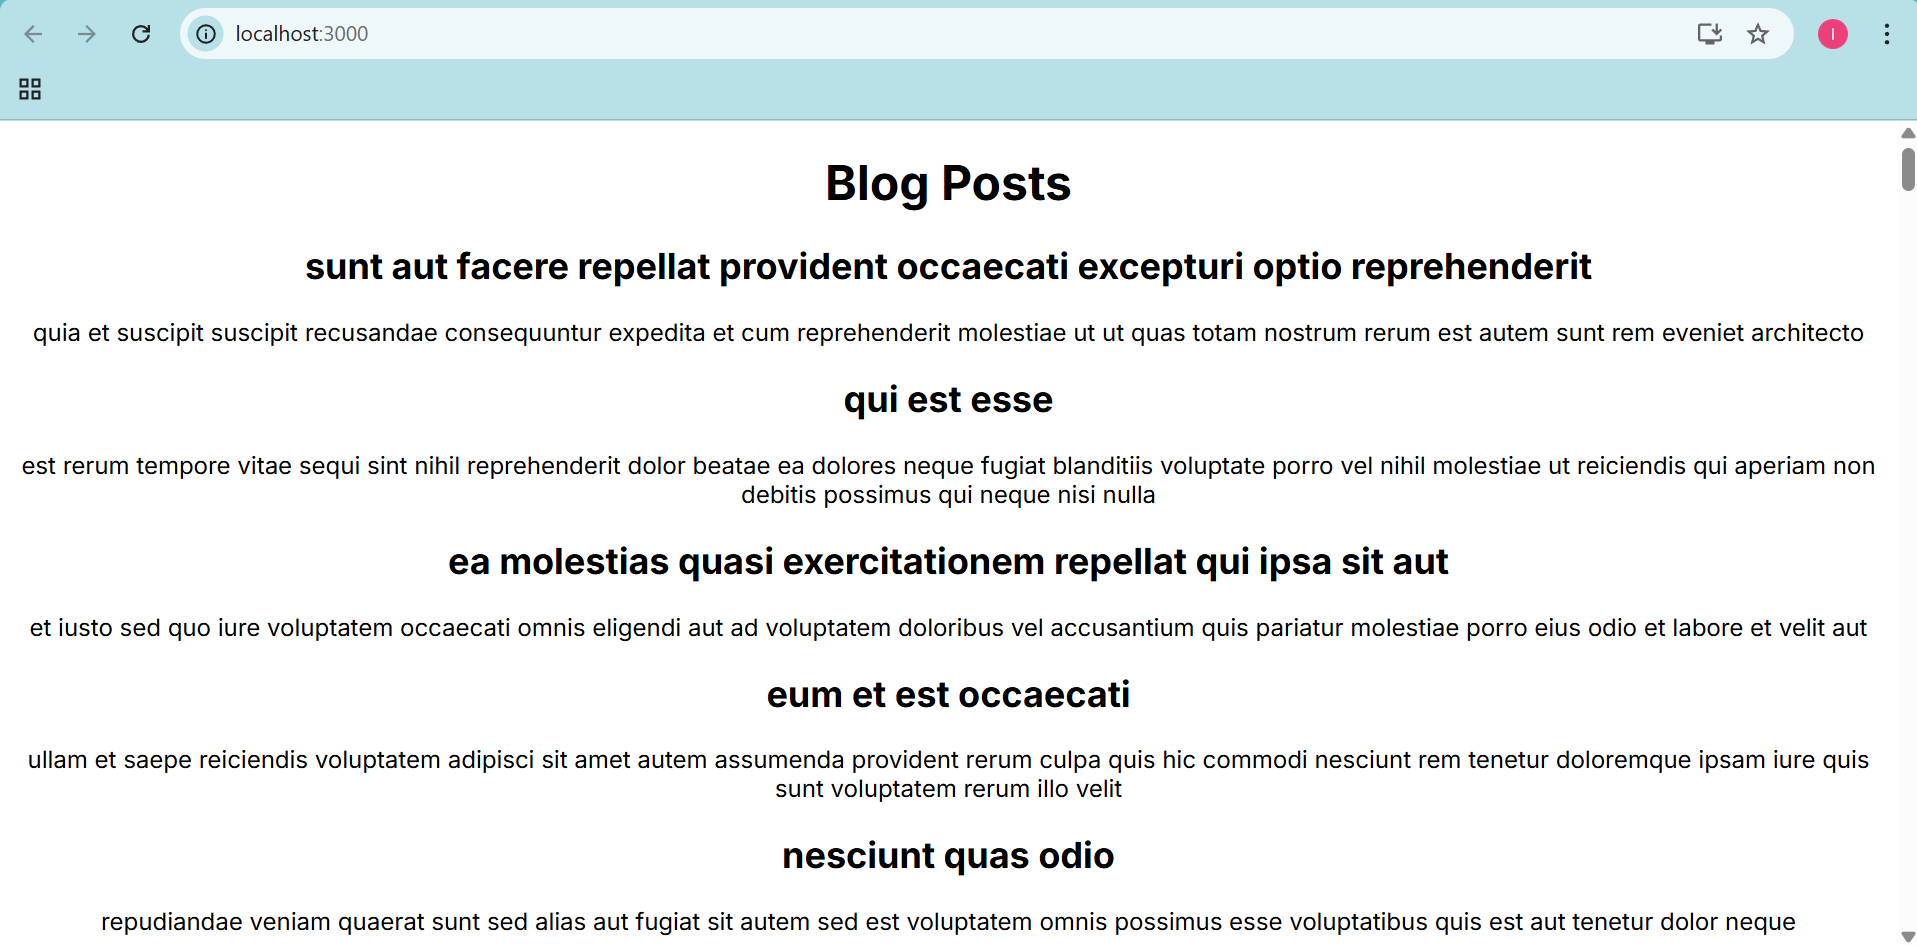 localhost:3000
I
Blog Posts
sunt aut facere repellat provident occaecati excepturi optio reprehenderit
quia et suscipit suscipit recusandae consequuntur expedita et cum reprehenderit molestiae ut ut quas totam nostrum rerum est autem sunt rem eveniet architecto
qui est esse
est rerum tempore vitae sequi sint nihil reprehenderit dolor beatae ea dolores neque fugiat blanditiis voluptate porro vel nihil molestiae ut reiciendis qui aperiam non
debitis possimus qui neque nisi nulla
ea molestias quasi exercitationem repellat qui ipsa sit aut
et iusto sed quo iure voluptatem occaecati omnis eligendi aut ad voluptatem doloribus vel accusantium quis pariatur molestiae porro eius odio et labore et velit aut
eum et est occaecati
ullam et saepe reiciendis voluptatem adipisci sit amet autem assumenda provident rerum culpa quis hic commodi nesciunt rem tenetur doloremque ipsam iure quis
sunt voluptatem rerum illo velit
nesciunt quas odio
repudiandae veniam quaerat sunt sed alias aut fugiat sit autem sed est voluptatem omnis possimus esse voluptatibus quis est aut tenetur dolor neque